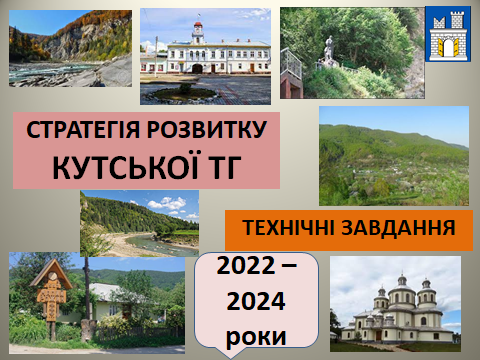 СТРАТЕГІЯ РОЗВИТКУ
КУТСЬКОЇ ТГ
ТЕХНІЧНІ ЗАВДАННЯ
2022 –
2024
роки